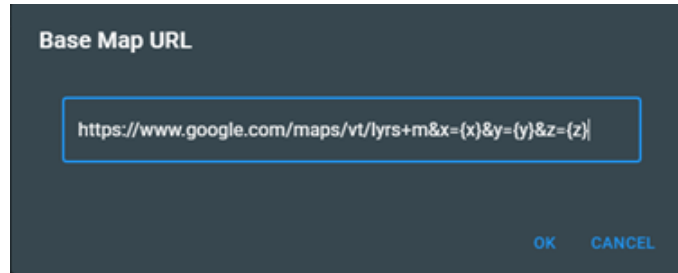 Base Map URL
https://www.google.com/maps/vt/lyrs+m&x={x}&y={y}&z={z}
OK CANCEL